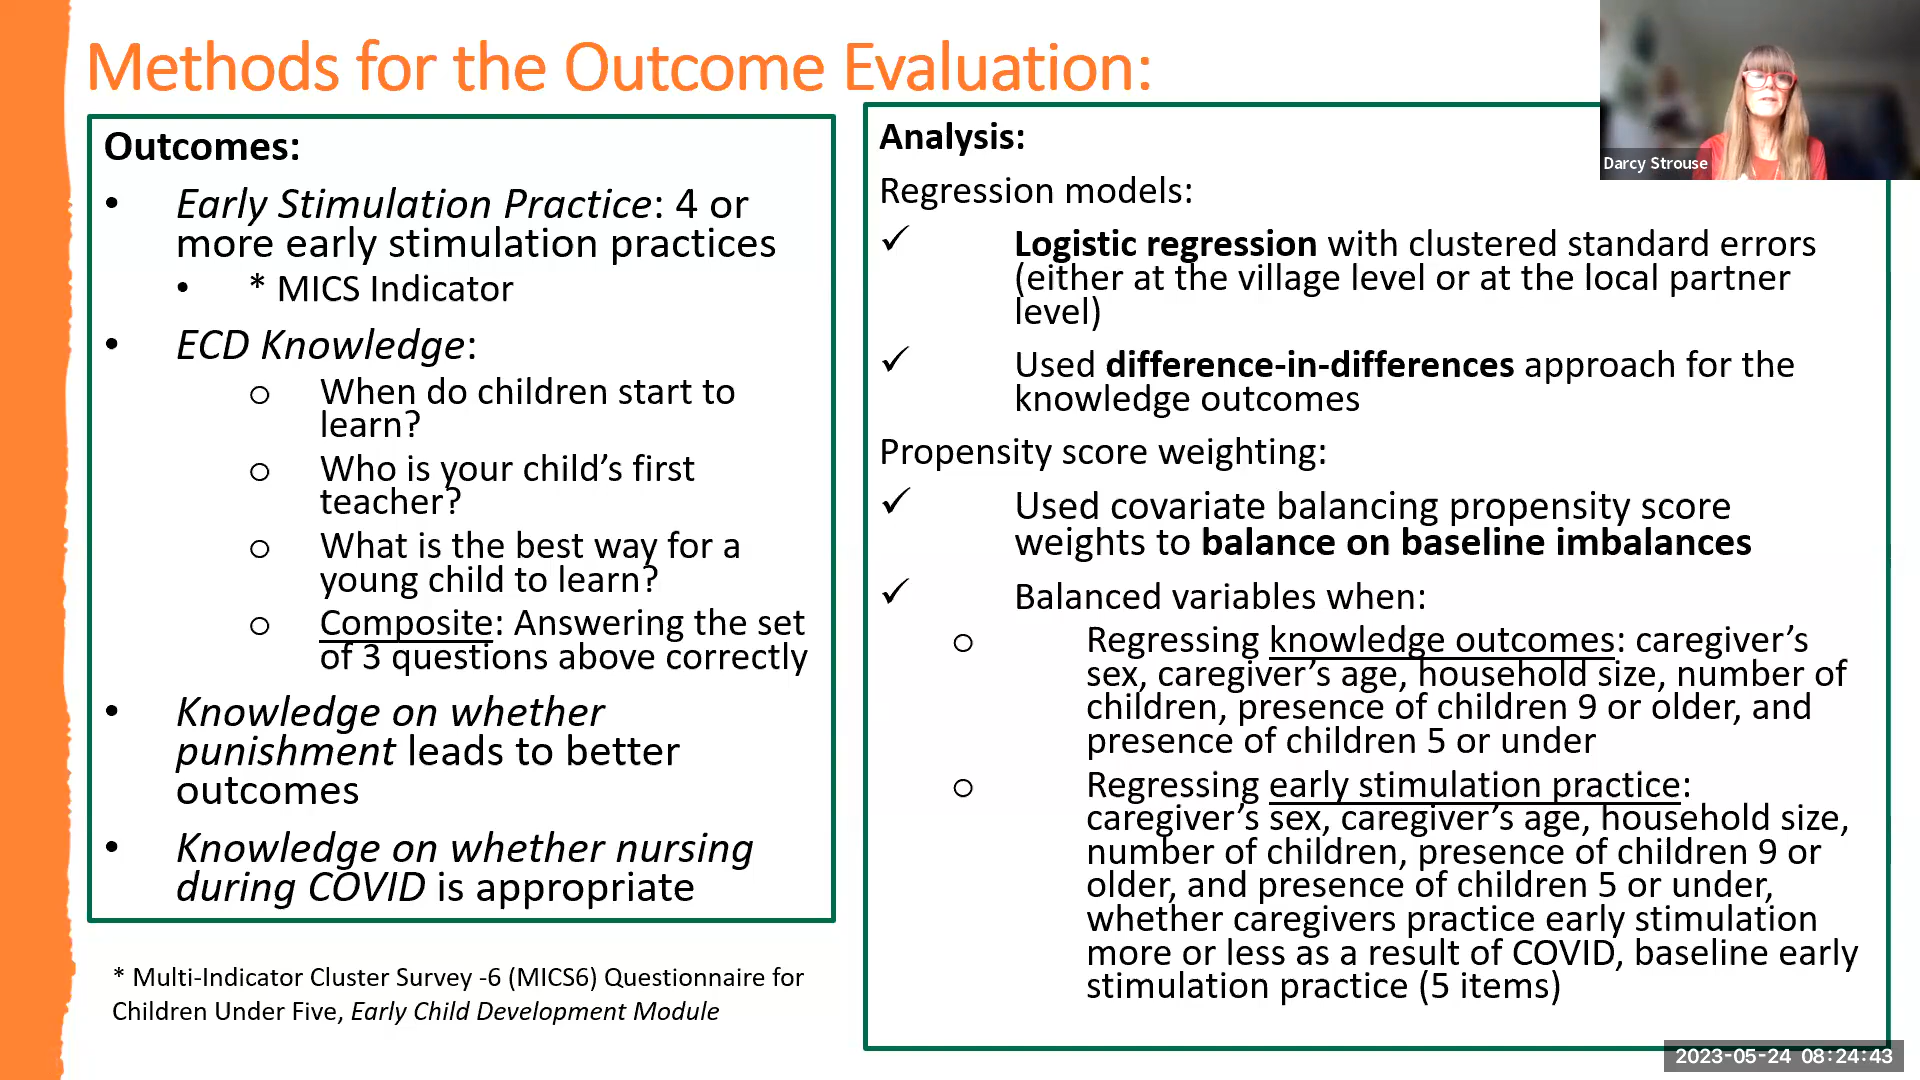 Methods for the Outcome Evaluation:
Outcomes:
• Early Stimulation Practice: 4 or
more early stimulation practices
• * MICS Indicator
• ECD Knowledge:
o When do children start to
learn?
o Who is your child’s first
teacher?
o What is the best way for a
young child to learn?
o Composite: Answering the set
of 3 questions above correctly
• Knowledge on whether
punishment leads to better
outcomes
• Knowledge on whether nursing
during COVID is appropriate
* Multi-Indicator Cluster Survey -6 (MICS6) Questionnaire for
Children Under Five, Early Child Development Module
Analysis:
Regression models:
✓ Logistic regression with clustered standard errors
(either at the village level or at the local partner
level)
✓ Used difference-in-differences approach for the
knowledge outcomes
Propensity score weighting:
✓ Used covariate balancing propensity score
weights to balance on baseline imbalances
✓ Balanced variables when:
o Regressing knowledge outcomes: caregiver’s
sex, caregiver’s age, household size, number of
children, presence of children 9 or older, and
presence of children 5 or under
o Regressing early stimulation practice:
caregiver’s sex, caregiver’s age, household size,
number of children, presence of children 9 or
older, and presence of children 5 or under,
whether caregivers practice early stimulation
more or less as a result of COVID, baseline early
stimulation practice (5 items)
Darcy Strouse
2023-05-24 08:24:43